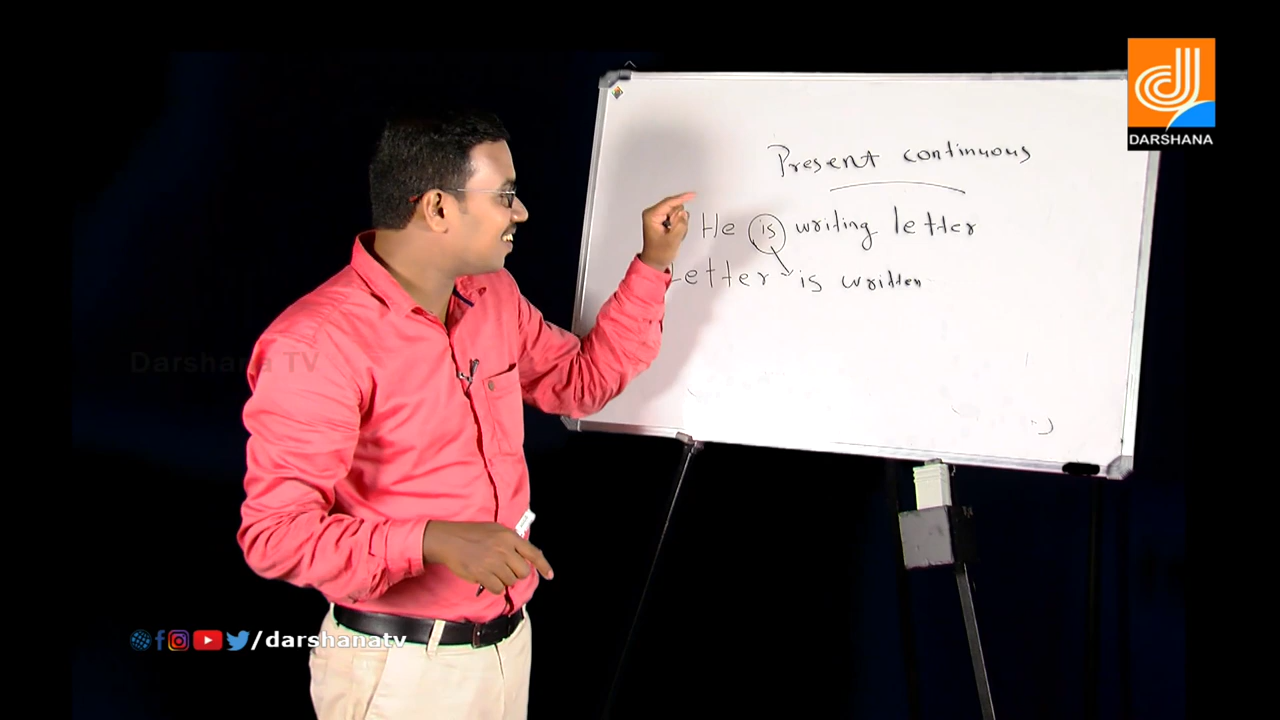 DARSHANA
Present continuous
He is writing letter
Letter is written
Darshana TV
/darshanatv